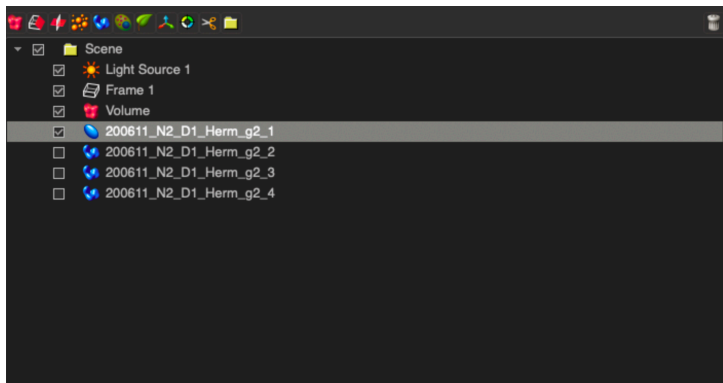 Scene
Light Source 1
Frame 1
Volume
200611_N2_D1_Herm_g2_1
200611_N2_D1_Herm_g2_2
200611_N2_D1_Herm_g2_3
200611_N2_D1_Herm_g2_4